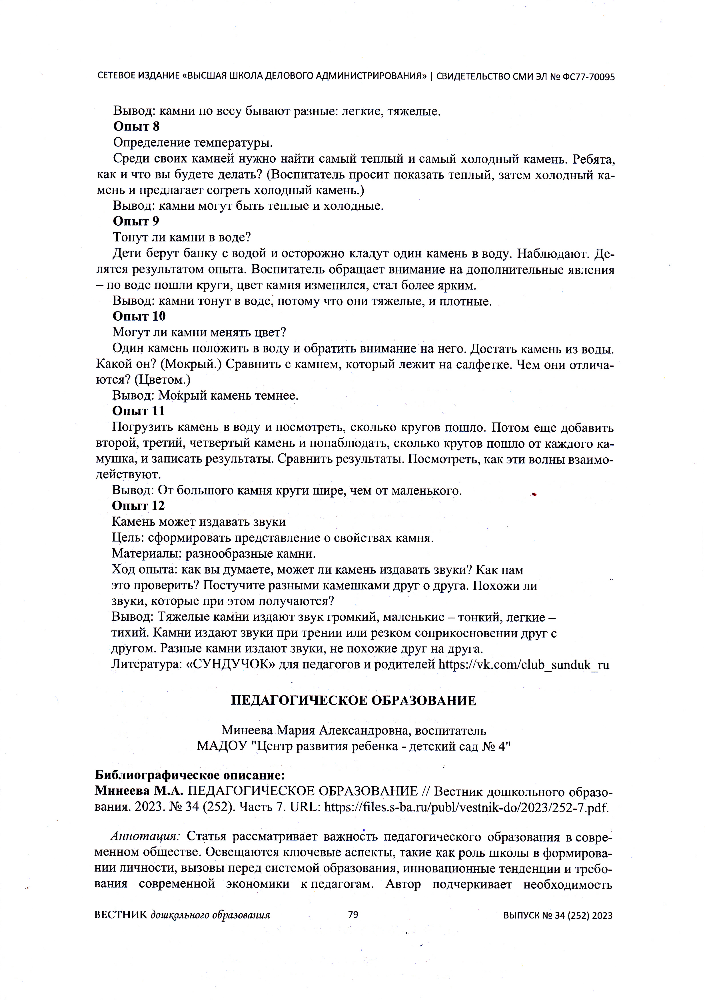 СЕТЕВОЕ ИЗДАНИЕ «ВЫСШАЯ ШКОЛА ДЕЛОВОГО АДМИНИСТРИРОВАНИЯ» | СВИДЕТЕЛЬСТВО СМИ ЭЛ № ФС77-70095
Вывод: камни по весу бывают разные: легкие, тяжелые.
Опыт 8
Определение температуры.
Среди своих камней нужно найти самый теплый и самый холодный камень. Ребята,
как и что вы будете делать? (Воспитатель просит показать теплый, затем холодный ка-
мень и предлагает согреть холодный камень.)
Вывод: камни могут быть теплые и холодные.
Опыт 9
Тонут ли камни в воде?
Дети берут банку с водой и осторожно кладут один камень в воду. Наблюдают. Де-
лятся результатом опыта. Воспитатель обращает внимание на дополнительные явления
– по воде пошли круги, цвет камня изменился, стал более ярким.
Вывод: камни тонут в воде, потому что они тяжелые, и плотные.
Опыт 10
Могут ли камни менять цвет?
Один камень положить в воду и обратить внимание на него. Достать камень из воды.
Какой он? (Мокрый.) Сравнить с камнем, который лежит на салфетке. Чем они отлича-
ются? (Цветом.)
Вывод: Мокрый камень темнее.
Опыт 11
Погрузить камень в воду и посмотреть, сколько кругов пошло. Потом еще добавить
второй, третий, четвертый камень и понаблюдать, сколько кругов пошло от каждого ка-
мушка, и записать результаты. Сравнить результаты. Посмотреть, как эти волны взаимо-
действуют.
Вывод: От большого камня круги шире, чем от маленького.
Опыт 12
Камень может издавать звуки
Цель: сформировать представление о свойствах камня.
Материалы: разнообразные камни.
Ход опыта: как вы думаете, может ли камень издавать звуки? Как нам
это проверить? Постучите разными камешками друг о друга. Похожи ли
звуки, которые при этом получаются?
Вывод: Тяжелые камни издают звук громкий, маленькие – тонкий, легкие –
тихий. Камни издают звуки при трении или резком соприкосновении друг с
другом. Разные камни издают звуки, не похожие друг на друга.
Литература: «СУНДУЧОК» для педагогов и родителей https://vk.com/club_sunduk_ru
ПЕДАГОГИЧЕСКОЕ ОБРАЗОВАНИЕ
Минеева Мария Александровна, воспитатель
МАДОУ "Центр развития ребенка - детский сад № 4"
Библиографическое описание:
Минеева М.А. ПЕДАГОГИЧЕСКОЕ ОБРАЗОВАНИЕ // Вестник дошкольного образо-
вания. 2023. № 34 (252). Часть 7. URL: https://files.s-ba.ru/publ/vestnik-do/2023/252-7.pdf.
Аннотация: Статья рассматривает важность педагогического образования в совре-
менном обществе. Освещаются ключевые аспекты, такие как роль школы в формирова-
нии личности, вызовы перед системой образования, инновационные тенденции и требо-
вания современной экономики к педагогам. Автор подчеркивает необходимость
ВЕСТНИК дошкольного образования 79 ВЫПУСК № 34 (252) 2023